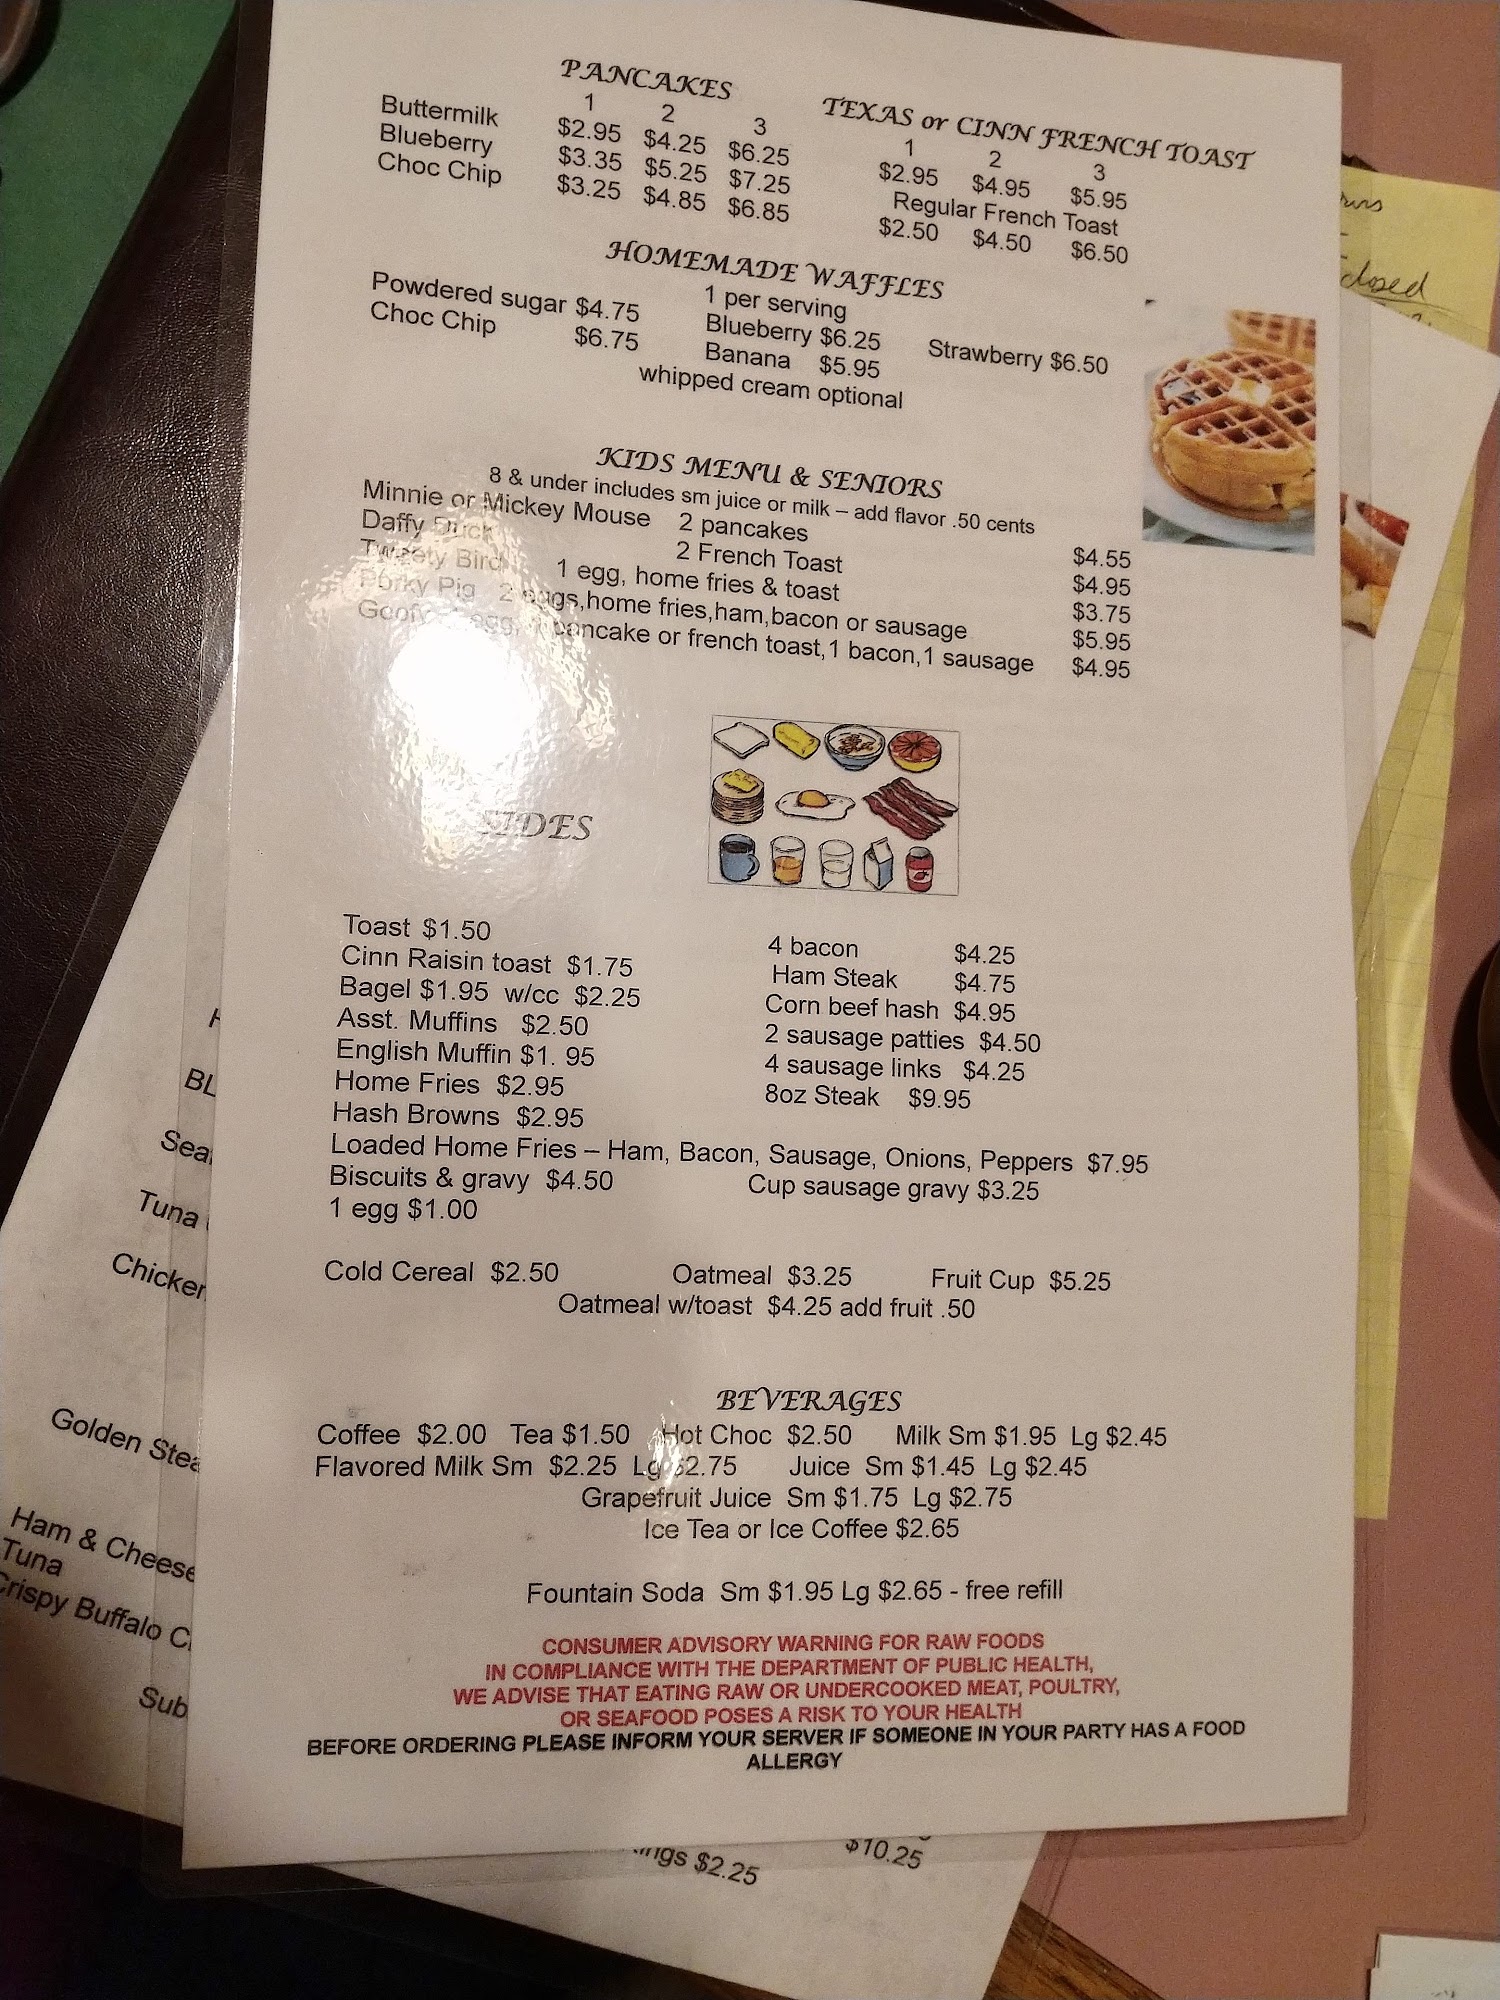 PANCAKES
1 2 3
Buttermilk $2.95 $4.25 $6.25
Blueberry $3.35 $5.25 $7.25
Choc Chip $3.25 $4.85 $6.85
TEXAS or CINN FRENCH TOAST
1 2 3
$2.95 $4.95 $5.95
Regular French Toast
$2.50 $4.50 $6.50
HOMEMADE WAFFLES
1 per serving
Powdered sugar $4.75 Blueberry $6.25 Strawberry $6.50
Choc Chip $6.75 Banana $5.95
whipped cream optional
KIDS MENU & SENIORS
8 & under includes sm juice or milk – add flavor .50 cents
Minnie or Mickey Mouse 2 pancakes $4.55
Daffy Duck 2 French Toast $4.95
Tweety Bird 1 egg, home fries & toast $3.75
Porky Pig 2 eggs,home fries,ham,bacon or sausage $5.95
Goofy egg, pancake or french toast,1 bacon,1 sausage $4.95
SIDES
Toast $1.50
Cinn Raisin toast $1.75
Bagel $1.95 w/cc $2.25
Asst. Muffins $2.50
English Muffin $1. 95
Home Fries $2.95
Hash Browns $2.95
4 bacon $4.25
Ham Steak $4.75
Corn beef hash $4.95
2 sausage patties $4.50
4 sausage links $4.25
8oz Steak $9.95
Loaded Home Fries – Ham, Bacon, Sausage, Onions, Peppers $7.95
Biscuits & gravy $4.50 Cup sausage gravy $3.25
1 egg $1.00
Cold Cereal $2.50 Oatmeal $3.25 Fruit Cup $5.25
Oatmeal w/toast $4.25 add fruit .50
BEVERAGES
Coffee $2.00 Tea $1.50 Hot Choc $2.50 Milk Sm $1.95 Lg $2.45
Flavored Milk Sm $2.25 Lg $2.75 Juice Sm $1.45 Lg $2.45
Grapefruit Juice Sm $1.75 Lg $2.75
Ice Tea or Ice Coffee $2.65
Fountain Soda Sm $1.95 Lg $2.65 - free refill
CONSUMER ADVISORY WARNING FOR RAW FOODS
IN COMPLIANCE WITH THE DEPARTMENT OF PUBLIC HEALTH,
WE ADVISE THAT EATING RAW OR UNDERCOOKED MEAT, POULTRY,
OR SEAFOOD POSES A RISK TO YOUR HEALTH
BEFORE ORDERING PLEASE INFORM YOUR SERVER IF SOMEONE IN YOUR PARTY HAS A FOOD
ALLERGY
BL
Sea
Tuna
Chicken
Golden Stea
Ham & Cheese
Tuna
Crispy Buffalo C
Sub
ngs $2.25
$10.25
closed